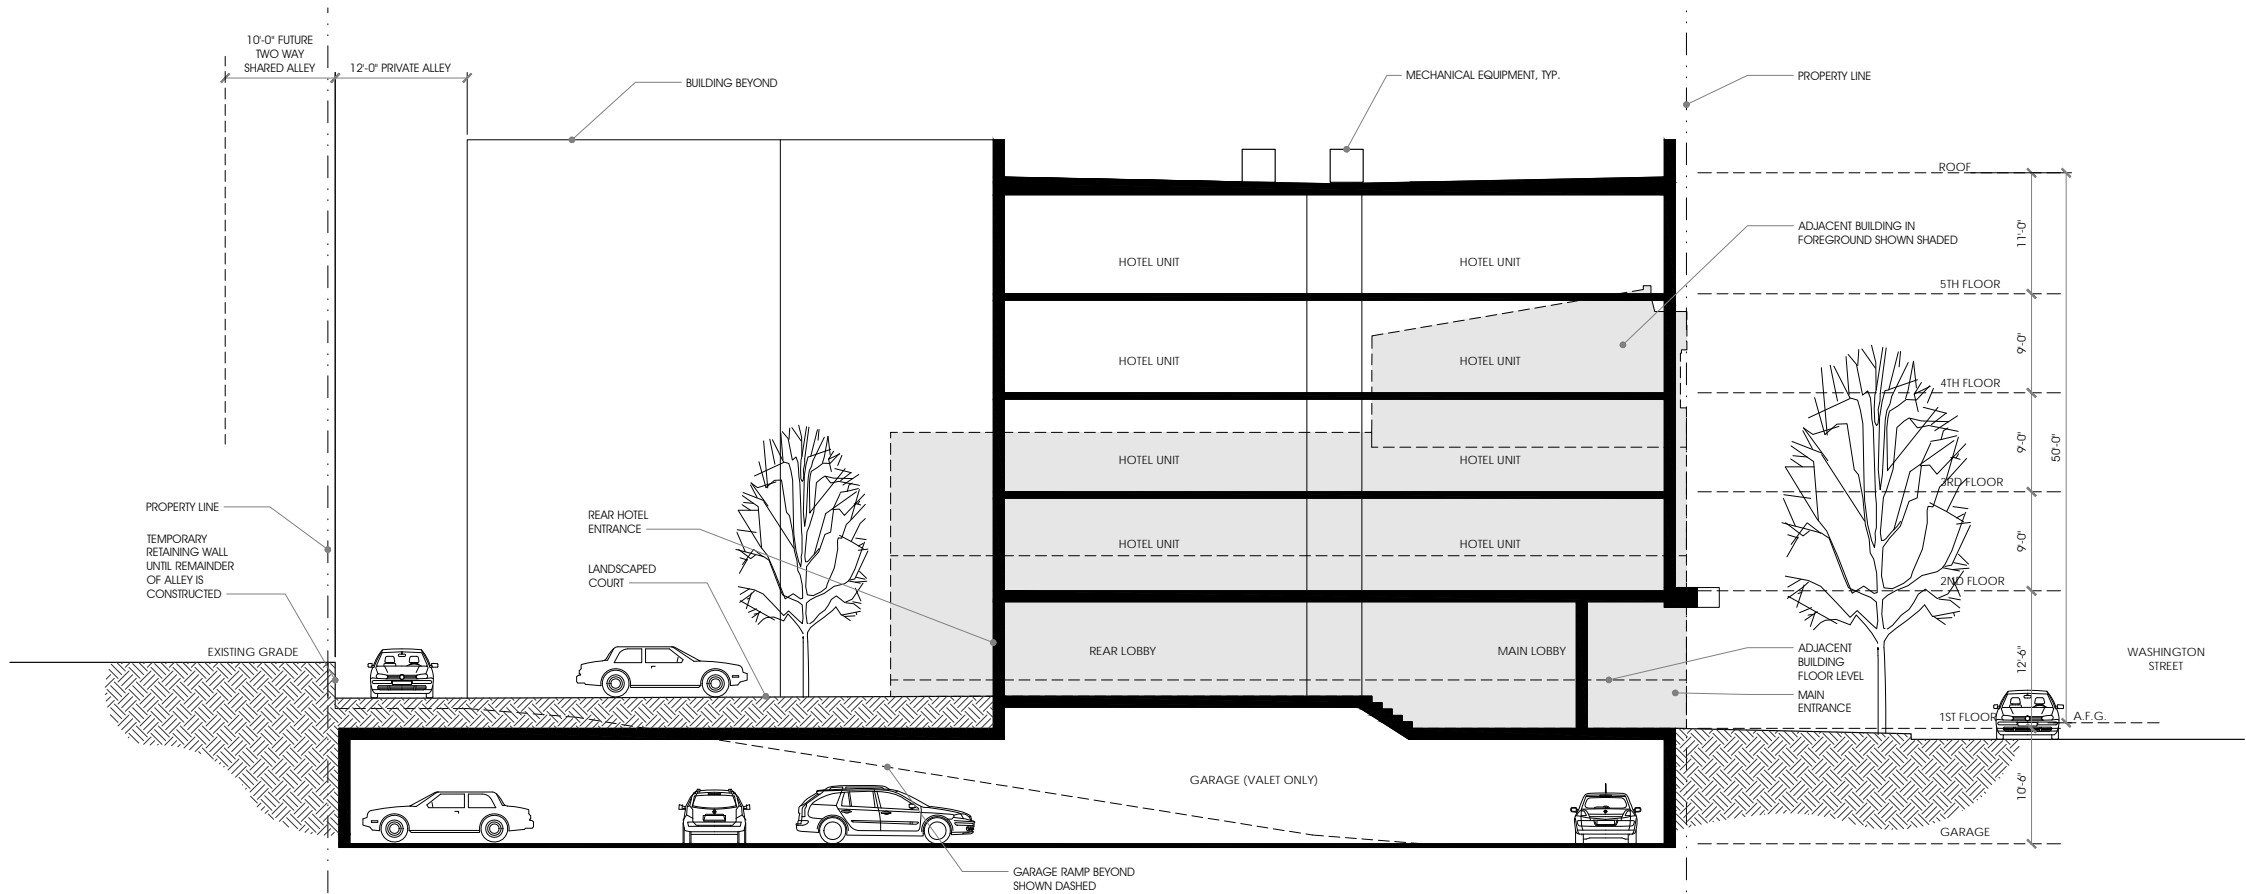 10'-0" FUTURE
TWO WAY
SHARED ALLEY
12'-0" PRIVATE ALLEY
BUILDING BEYOND
MECHANICAL EQUIPMENT, TYP.
PROPERTY LINE
ROOF
11'-0"
ADJACENT BUILDING IN
FOREGROUND SHOWN SHADED
HOTEL UNIT
HOTEL UNIT
5TH FLOOR
9'-0"
HOTEL UNIT
HOTEL UNIT
4TH FLOOR
9'-0"
50'-0"
HOTEL UNIT
HOTEL UNIT
3RD FLOOR
9'-0"
PROPERTY LINE
TEMPORARY
RETAINING WALL
UNTIL REMAINDER
OF ALLEY IS
CONSTRUCTED
REAR HOTEL
ENTRANCE
LANDSCAPED
COURT
HOTEL UNIT
HOTEL UNIT
2ND FLOOR
EXISTING GRADE
REAR LOBBY
MAIN LOBBY
ADJACENT
BUILDING
FLOOR LEVEL
MAIN
ENTRANCE
12'-6"
WASHINGTON
STREET
1ST FLOOR
A.F.G.
GARAGE (VALET ONLY)
10'-6"
GARAGE
GARAGE RAMP BEYOND
SHOWN DASHED